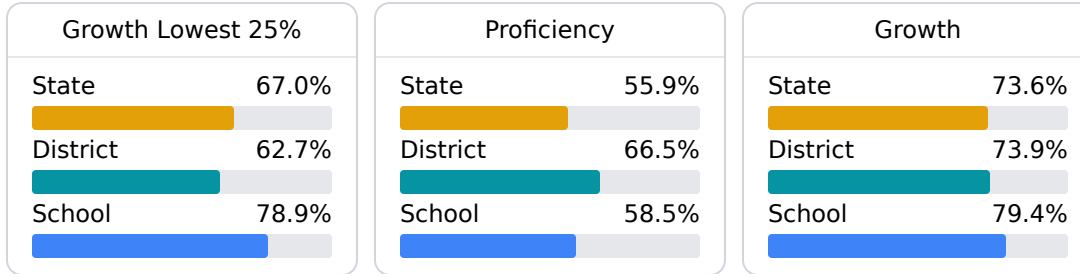 Growth Lowest 25%
State 67.0%
District 62.7%
School 78.9%
Proficiency
State 55.9%
District 66.5%
School 58.5%
Growth
State 73.6%
District 73.9%
School 79.4%